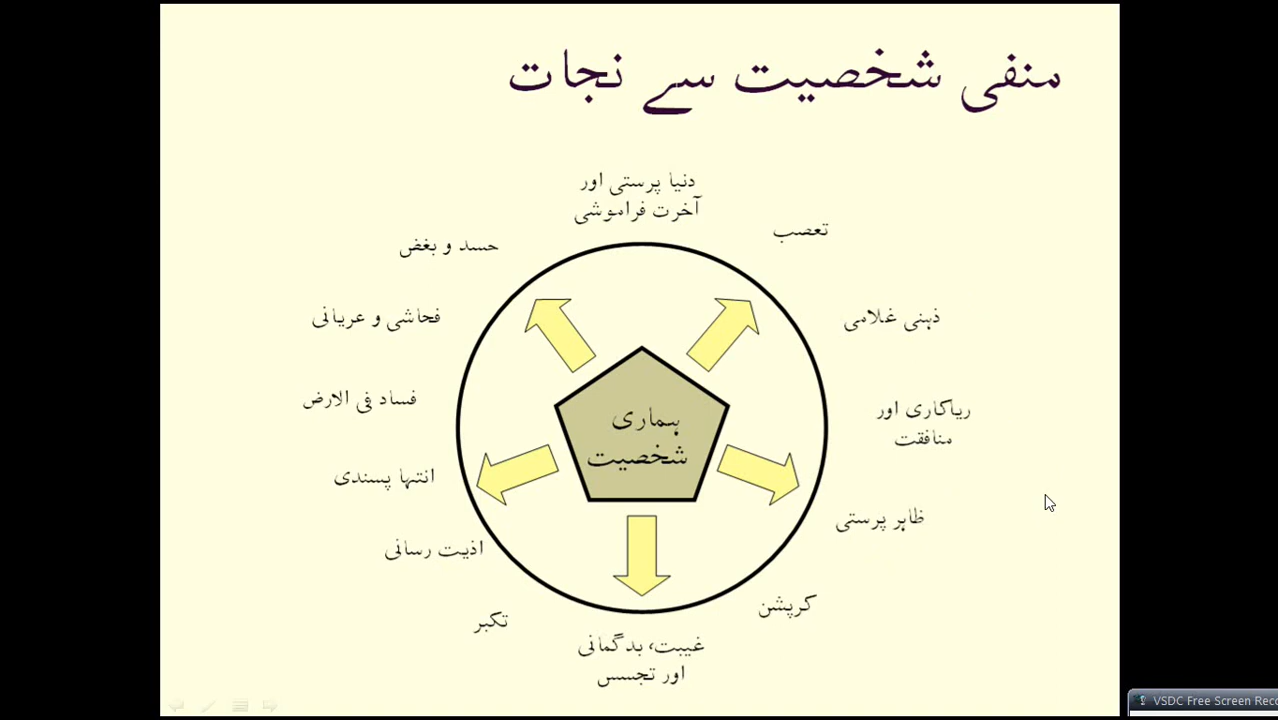 منفی شخصیت سے نجات
دنیا پرستی اور
آخرت فراموشی
تعصب
ذہنی غلامی
ریاکاری اور
منافقت
ظاہر پرستی
کرپشن
غیبت، بدگمانی
اور تجسس
تکبر
اذیت رسانی
انتہا پسندی
فساد فی الارض
فحاشی و عریانی
حسد و بغض
ہماری
شخصیت
VSDC Free Screen Reco